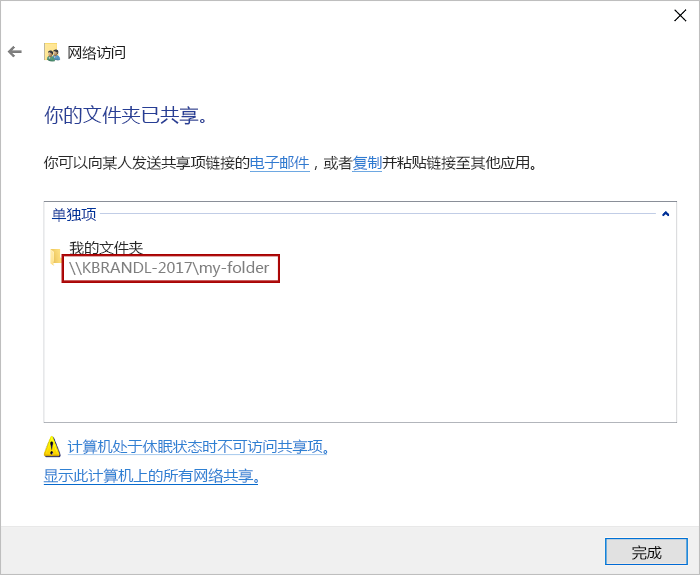 网络访问
你的文件夹已共享。
你可以向某人发送共享项链接的电子邮件，或者复制并粘贴链接至其他应用。
单独项
我的文件夹
\\KBRANDL-2017\my-folder
计算机处于休眠状态时不可访问共享项。
显示此计算机上的所有网络共享。
完成